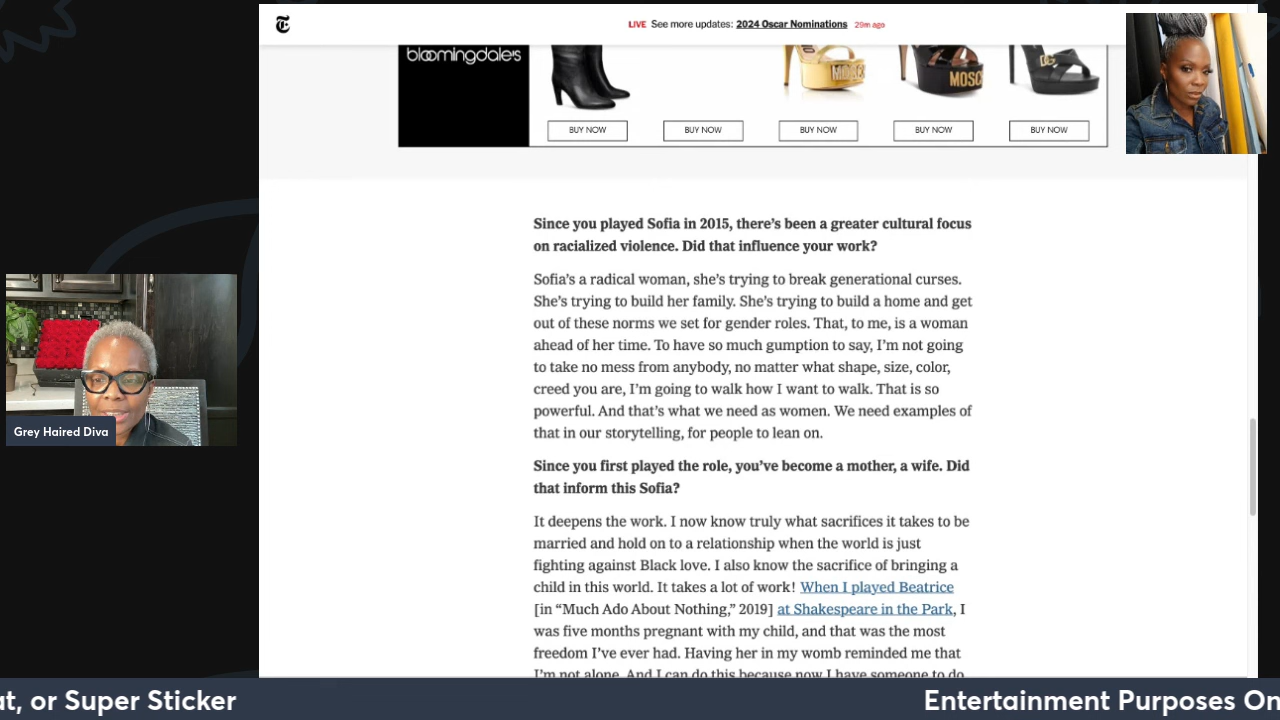 LIVE See more updates: 2024 Oscar Nominations 29m ago
bloomingdale's
MOSC
BUY NOW
BUY NOW
BUY NOW
BUY NOW
BUY NOW
Since you played Sofia in 2015, there's been a greater cultural focus
on racialized violence. Did that influence your work?
Sofia's a radical woman, she's trying to break generational curses.
She's trying to build her family. She's trying to build a home and get
out of these norms we set for gender roles. That, to me, is a woman
ahead of her time. To have so much gumption to say, I'm not going
to take no mess from anybody, no matter what shape, size, color,
creed you are, I'm going to walk how I want to walk. That is so
powerful. And that's what we need as women. We need examples of
that in our storytelling, for people to lean on.
Since you first played the role, you've become a mother, a wife. Did
that inform this Sofia?
It deepens the work. I now know truly what sacrifices it takes to be
married and hold on to a relationship when the world is just
fighting against Black love. I also know the sacrifice of bringing a
child in this world. It takes a lot of work! When I played Beatrice
[in “Much Ado About Nothing,” 2019] at Shakespeare in the Park, I
was five months pregnant with my child, and that was the most
freedom I've ever had. Having her in my womb reminded me that
I'm not alone. And I can do this because now I have someone to do
Grey Haired Diva
at, or Super Sticker
Entertainment Purposes On